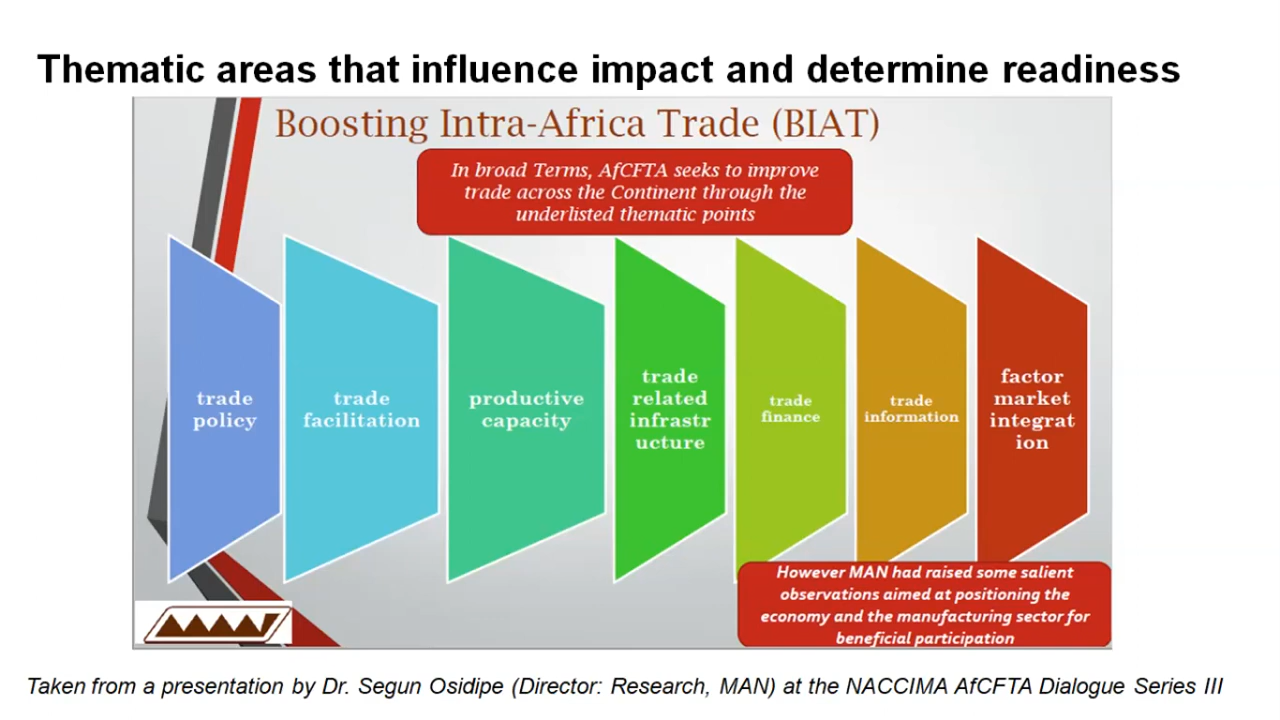 Thematic areas that influence impact and determine readiness
Boosting Intra-Africa Trade (BIAT)
In broad Terms, AfCFTA seeks to improve
trade across the Continent through the
underlisted thematic points
trade
policy
trade
facilitation
productive
capacity
trade
related
infrastr
ucture
trade
finance
trade
information
factor
market
integrat
ion
However MAN had raised some salient
observations aimed at positioning the
economy and the manufacturing sector for
beneficial participation
MAN
Taken from a presentation by Dr. Segun Osidipe (Director: Research, MAN) at the NACCIMA AfCFTA Dialogue Series III